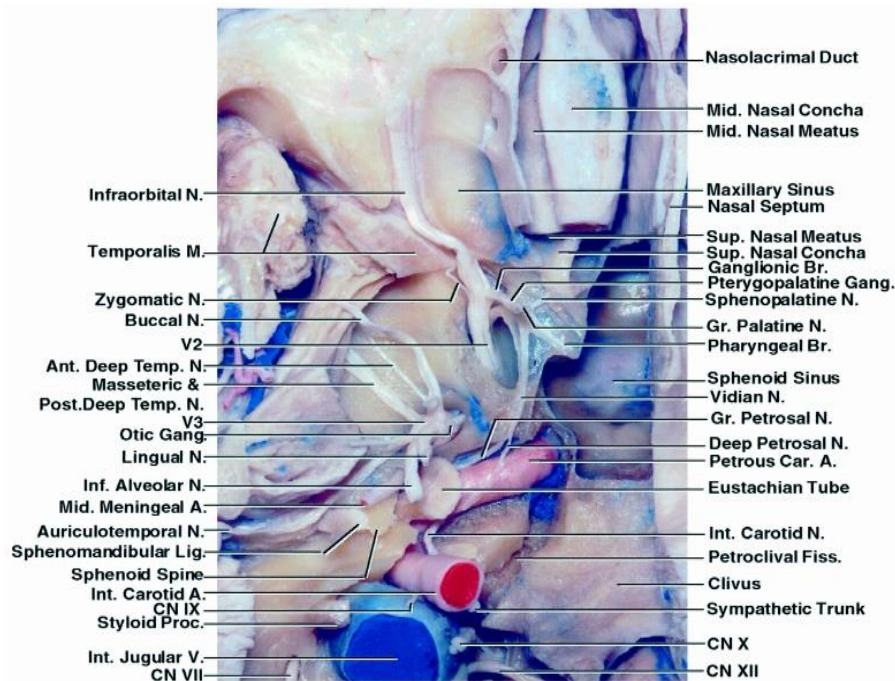 Nasolacrimal Duct
Mid. Nasal Concha
Mid. Nasal Meatus
Infraorbital N.
Maxillary Sinus
Nasal Septum
Temporalis M.
Sup. Nasal Meatus
Sup. Nasal Concha
Ganglionic Br.
Pterygopalatine Gang.
Zygomatic N.
Sphenopalatine N.
Buccal N.
Gr. Palatine N.
V2
Pharyngeal Br.
Ant. Deep Temp. N.
Masseteric &
Sphenoid Sinus
Post.Deep Temp. N.
Vidian N.
V3
Gr. Petrosal N.
Otic Gang.
Deep Petrosal N.
Lingual N.
Petrous Car. A.
Inf. Alveolar N.
Eustachian Tube
Mid. Meningeal A.
Auriculotemporal N.
Int. Carotid N.
Sphenomandibular Lig.
Petroclival Fiss.
Sphenoid Spine
Clivus
Int. Carotid A.
CN IX
Sympathetic Trunk
Styloid Proc.
CN X
Int. Jugular V.
CN XII
CN VII